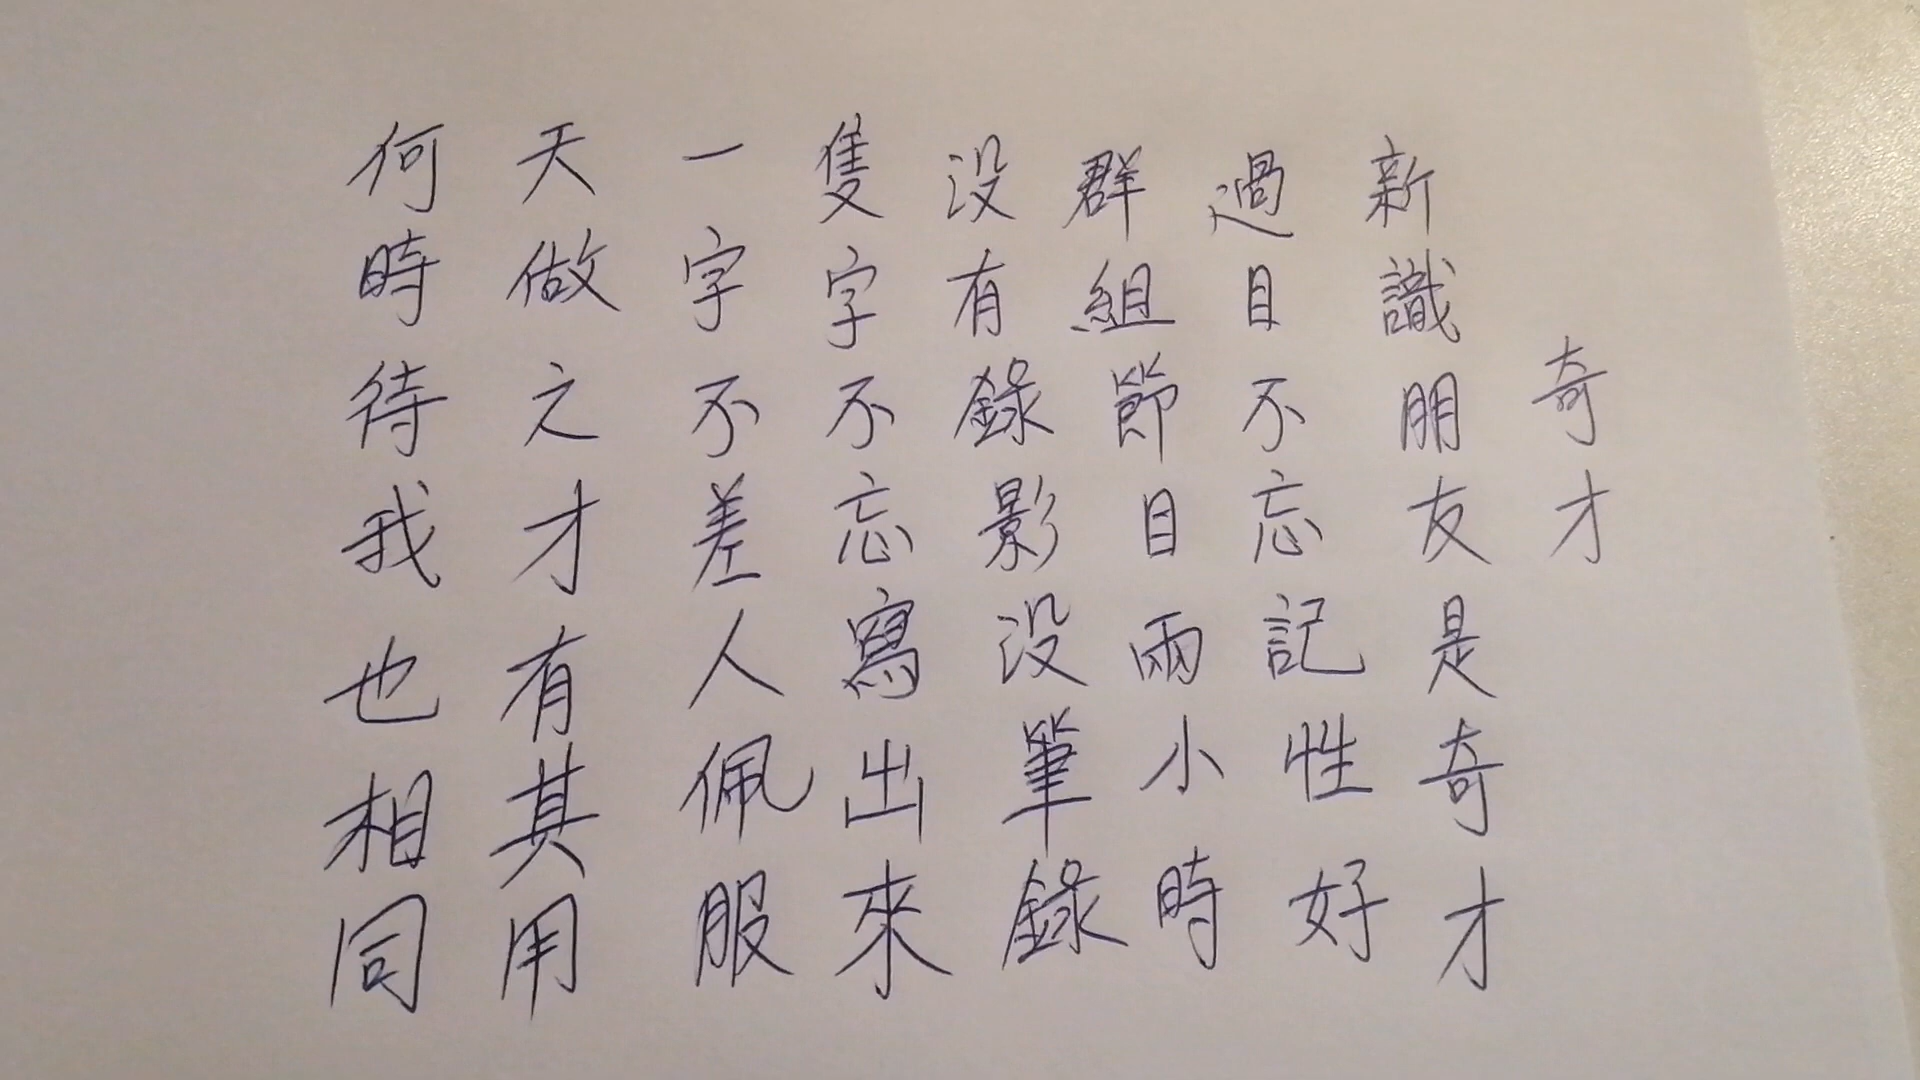 奇才
新識朋友是奇才
過目不忘記性好
群組節目兩小時
没有錄影没筆錄
隻字不忘寫出來
一字不差人佩服
天做之才有其用
何時待我也相同